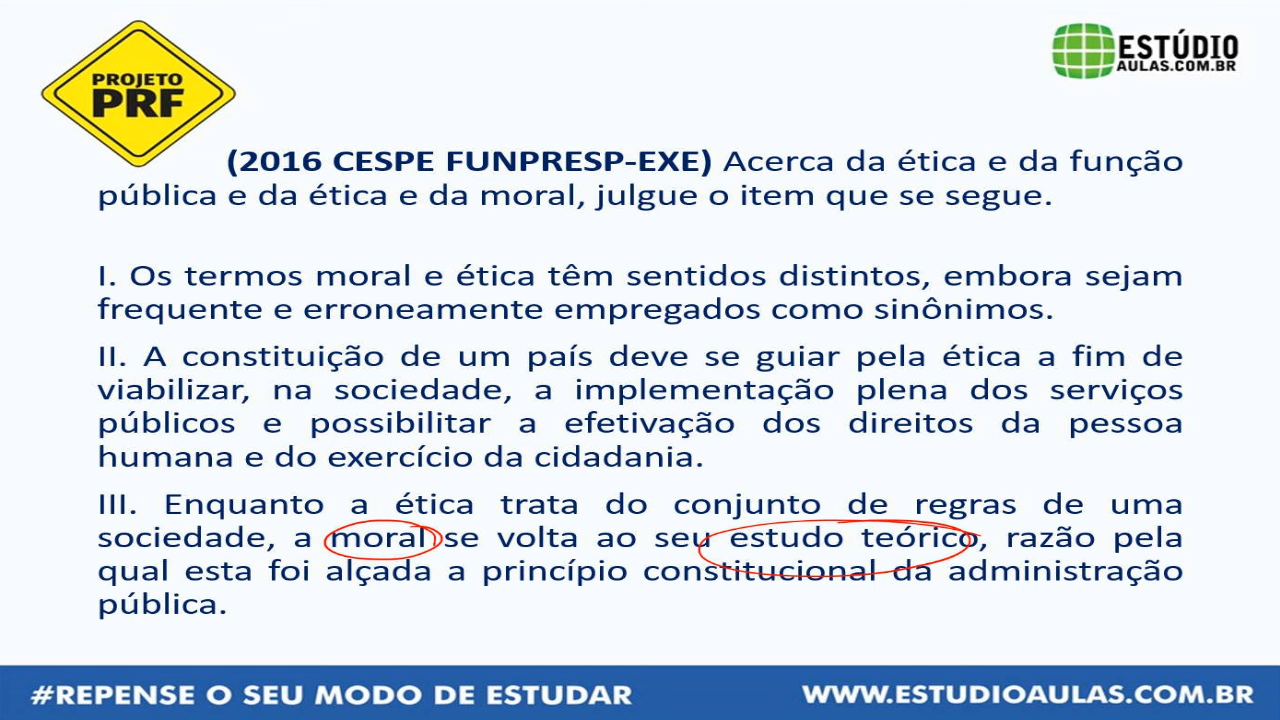 PROJETO
PRF
ESTÚDIO
AULAS.COM.BR
(2016 CESPE FUNPRESP-EXE) Acerca da ética e da função
pública e da ética e da moral, julgue o item que se segue.
I. Os termos moral e ética têm sentidos distintos, embora sejam
frequente e erroneamente empregados como sinônimos.
II. A constituição de um país deve se guiar pela ética a fim de
viabilizar, na sociedade, a implementação plena dos serviços
públicos e possibilitar a efetivação dos direitos da pessoa
humana e do exercício da cidadania.
III. Enquanto a ética trata do conjunto de regras de uma
sociedade, a moral se volta ao seu estudo teórico, razão pela
qual esta foi alçada a princípio constitucional da administração
pública.
#REPENSE O SEU MODO DE ESTUDAR
WWW.ESTUDIOAULAS.COM.BR